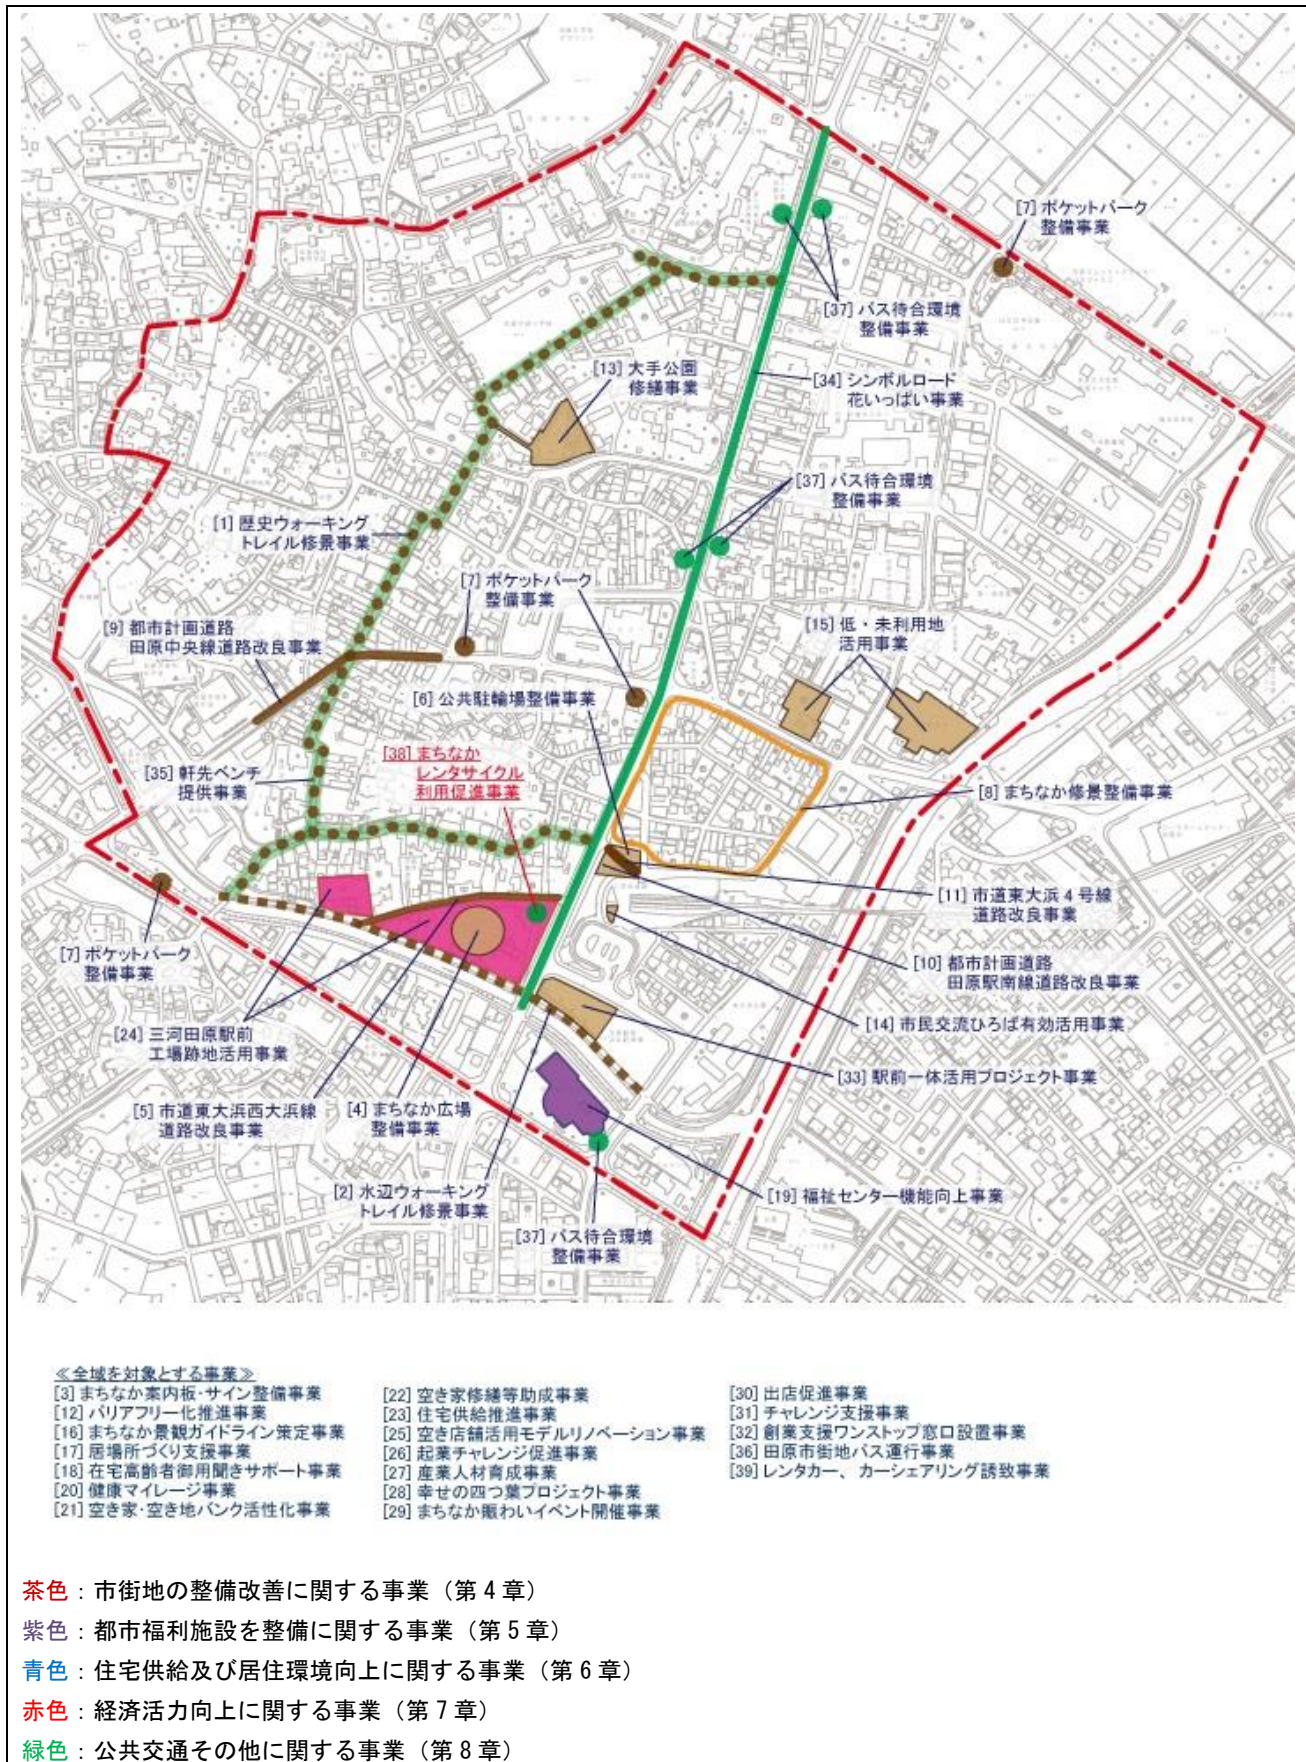 [7] ポケットパーク
整備事業
[37] バス待合環境
整備事業
[13] 大手公園
修繕事業
[34] シンボルロード
花いっぱい事業
[37] バス待合環境
整備事業
[1] 歴史ウォーキング
トレイル修景事業
[7] ポケットパーク
整備事業
[9] 都市計画道路
田原中央線道路改良事業
[15] 低・未利用地
活用事業
[6] 公共駐輪場整備事業
[38] まちなか
レンタサイクル
利用促進事業
[35] 軒先ベンチ
提供事業
[8] まちなか修景整備事業
[11] 市道東大浜4号線
道路改良事業
[7] ポケットパーク
整備事業
[10] 都市計画道路
田原駅南線道路改良事業
[14] 市民交流ひろば有効活用事業
[24] 三河田原駅前
工場跡地活用事業
[33] 駅前一体活用プロジェクト事業
[5] 市道東大浜西大浜線
道路改良事業
[4] まちなか広場
整備事業
[2] 水辺ウォーキング
トレイル修景事業
[19] 福祉センター機能向上事業
[37] バス待合環境
整備事業
≪全域を対象とする事業≫
[3] まちなか案内板・サイン整備事業
[12] バリアフリー化推進事業
[16] まちなか景観ガイドライン策定事業
[17] 居場所づくり支援事業
[18] 在宅高齢者御用聞きサポート事業
[20] 健康マイレージ事業
[21] 空き家・空き地バンク活性化事業
[22] 空き家修繕等助成事業
[23] 住宅供給推進事業
[25] 空き店舗活用モデルリノベーション事業
[26] 起業チャレンジ促進事業
[27] 産業人材育成事業
[28] 幸せの四つ葉プロジェクト事業
[29] まちなか賑わいイベント開催事業
[30] 出店促進事業
[31] チャレンジ支援事業
[32] 創業支援ワンストップ窓口設置事業
[36] 田原市街地バス運行事業
[39] レンタカー、カーシェアリング誘致事業
茶色：市街地の整備改善に関する事業（第4章）
紫色：都市福利施設を整備に関する事業（第5章）
青色：住宅供給及び居住環境向上に関する事業（第6章）
赤色：経済活力向上に関する事業（第7章）
緑色：公共交通その他に関する事業（第8章）